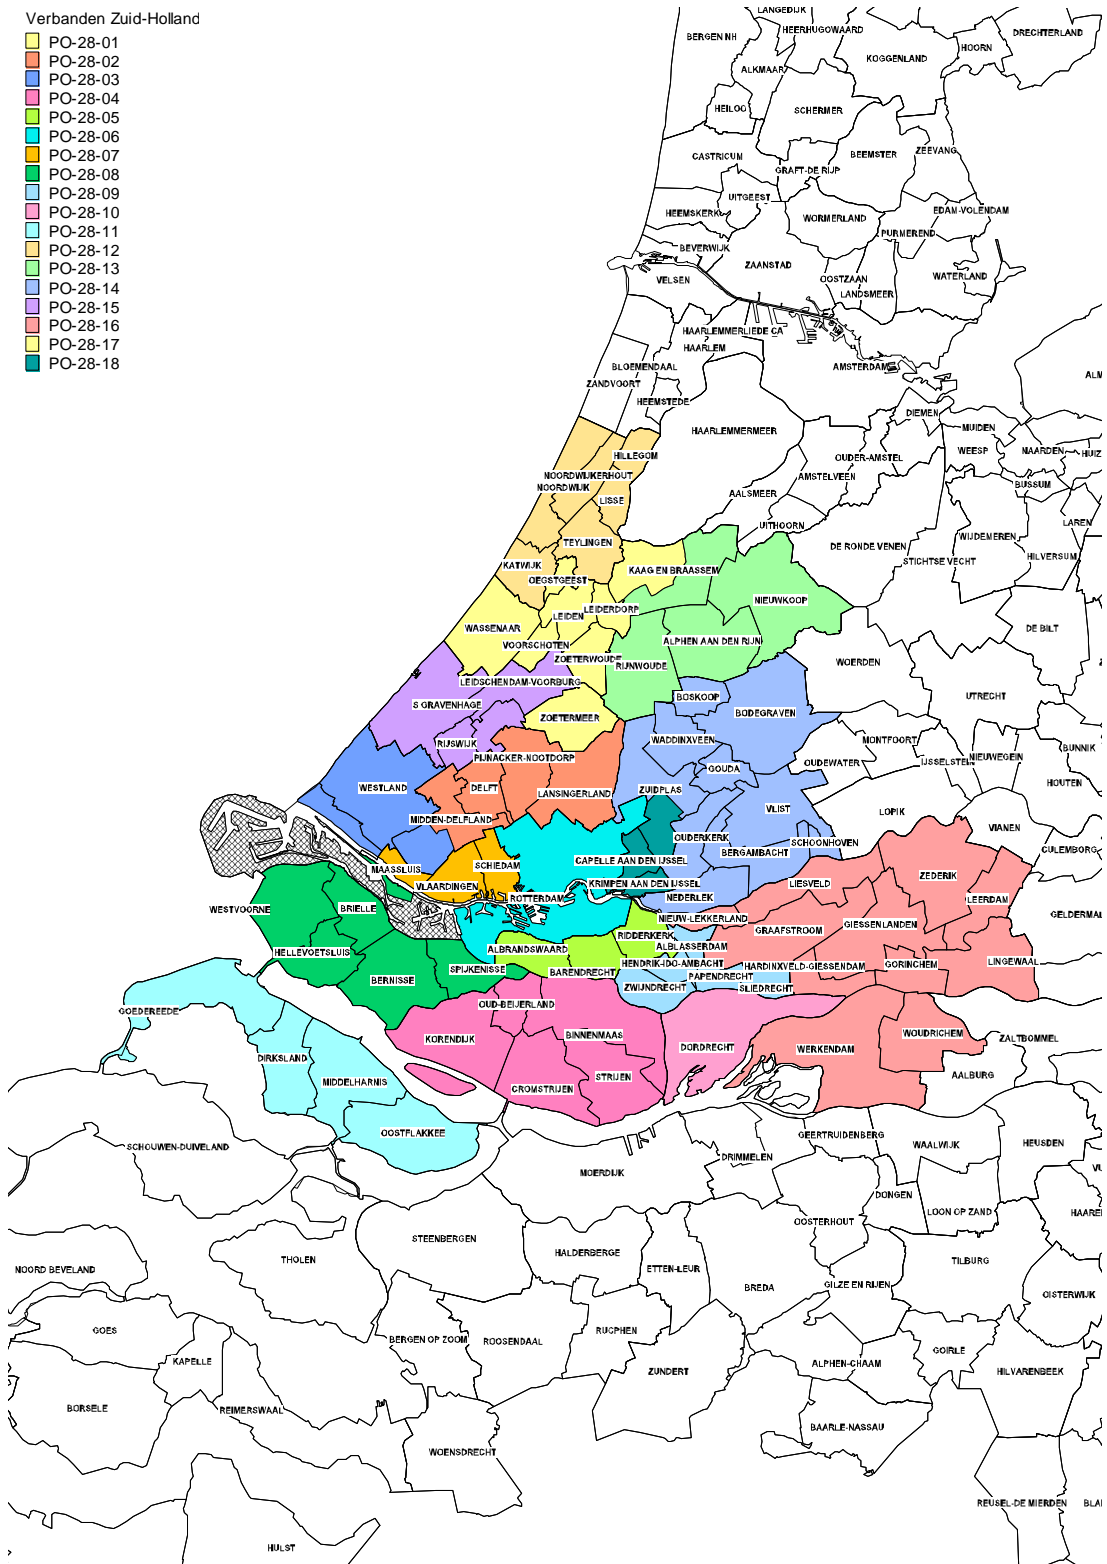 Verbanden Zuid-Holland
PO-28-01
PO-28-02
PO-28-03
PO-28-04
PO-28-05
PO-28-06
PO-28-07
PO-28-08
PO-28-09
PO-28-10
PO-28-11
PO-28-12
PO-28-13
PO-28-14
PO-28-15
PO-28-16
PO-28-17
PO-28-18
LANGEDIJK
HEERHUGOWAARD
DRECHTERLAND
BERGEN NH
HOORN
KOGGENLAND
ALKMAAR
HEILOO
SCHERMER
CASTRICUM
BEEMSTER
ZEEVANG
GRAFT-DE RIJP
UITGEEST
HEEMSKERK
WORMERLAND
EDAM-VOLENDAM
PURMEREND
BEVERWIJK
ZAANSTAD
VELSEN
OOSTZAAN
WATERLAND
LANDSMEER
HAARLEMMERLIEDE CA
HAARLEM
BLOEMENDAAL
AMSTERDAM
ALM
ZANDVOORT
HEEMSTEDE
DIEMEN
HAARLEMMERMEER
MUIDEN
WEESP
NAARDEN
HUIZ
HILLEGOM
OUDER-AMSTEL
NOORDWIJKERHOUT
AMSTELVEEN
BUSSUM
NOORDWIJK
LISSE
AALSMEER
UITHOORN
LAREN
WIJDEMEREN
TEYLINGEN
DE RONDE VENEN
STICHTSE VECHT
HILVERSUM
KATWIJK
KAAG EN BRAASSEM
OEGSTGEEST
NIEUWKOOP
LEIDERDORP
LEIDEN
WASSENAAR
DE BILT
VOORSCHOTEN
ALPHEN AAN DEN RIJN
ZOETERWOUDE
RIJNWOUDE
WOERDEN
LEIDSCHENDAM-VOORBURG
BOSKOOP
UTRECHT
S GRAVENHAGE
BODEGRAVEN
ZOETERMEER
RIJSWIJK
WADDINXVEEN
MONTFOORT
BUNNIK
PIJNACKER-NOOTDORP
OUDEWATER
IJSSELSTEIN
NIEUWEGEIN
GOUDA
HOUTEN
WESTLAND
DELFT
LANSINGERLAND
ZUIDPLAS
VLIST
LOPIK
MIDDEN-DELFLAND
VIANEN
OUDERKERK
SCHOONHOVEN
CULEMBORG
BERGAMBACHT
SCHIEDAM
CAPELLE AAN DEN IJSSEL
MAASSLUIS
VLAARDINGEN
KRIMPEN AAN DEN IJSSEL
LIESVELD
ZEDERIK
ROTTERDAM
NEDERLEK
LEERDAM
WESTVOORNE
BRIELLE
GELDERMAL
NIEUW-LEKKERLAND
GIESSENLANDEN
GRAAFSTROOM
RIDDERKERK
HELLEVOETSLUIS
ALBRANDSWAARD
ALBLASSERDAM
LINGEWAAL
HENDRIK-IDO-AMBACHT
HARDINXVELD-GIESSENDAM
GORINCHEM
SPIJKENISSE
BARENDRECHT
PAPENDRECHT
BERNISSE
ZWIJNDRECHT
SLIEDRECHT
GOEDEREEDE
OUD-BEIJERLAND
WOUDRICHEM
BINNENMAAS
ZALTBOMMEL
KORENDIJK
DORDRECHT
WERKENDAM
DIRKSLAND
AALBURG
MIDDELHARNIS
CROMSTRIJEN
STRIJEN
OOSTFLAKKEE
GEERTRUIDENBERG
SCHOUWEN-DUIVELAND
WAALWIJK
HEUSDEN
DRIMMELEN
MOERDIJK
VU
DONGEN
LOON OP ZAND
HAAREN
OOSTERHOUT
STEENBERGEN
HALDERBERGE
THOLEN
TILBURG
NOORD BEVELAND
ETTEN-LEUR
BREDA
GILZE EN RIJEN
OISTERWIJK
GOES
BERGEN OP ZOOM
ROOSENDAAL
RUCPHEN
GOIRLE
KAPELLE
ALPHEN-CHAAM
ZUNDERT
HILVARENBEEK
BORSELE
REIMERSWAAL
BAARLE-NASSAU
WOENSDRECHT
REUSEL-DE MIERDEN
BLA
HULST